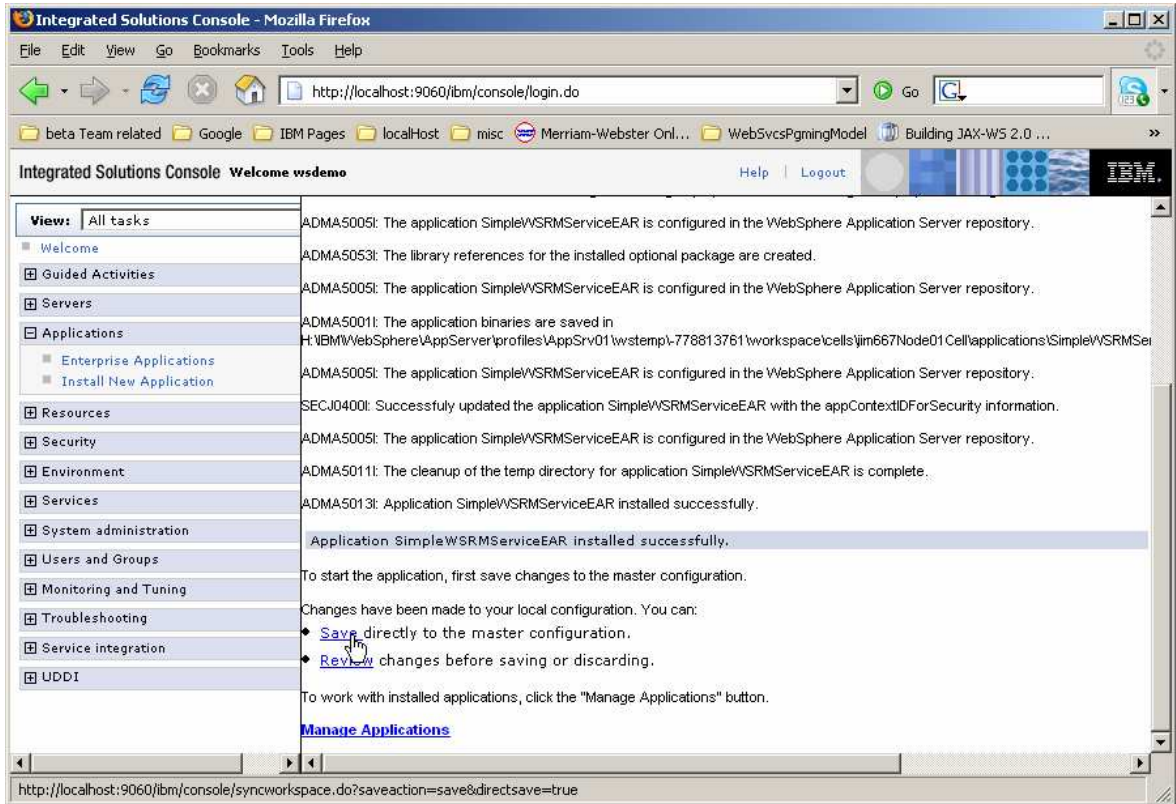 Integrated Solutions Console - Mozilla Firefox
File Edit View Go Bookmarks Tools Help
http://localhost:9060/ibm/console/login.do
Go
G
beta Team related Google IBM Pages localHost misc Merriam-Webster Onl... WebSvcsPgmingModel Building JAX-WS 2.0 ... »
Integrated Solutions Console Welcome wsdemo
Help | Logout
IBM.
View: All tasks
Welcome
Guided Activities
Servers
Applications
Enterprise Applications
Install New Application
Resources
Security
Environment
Services
System administration
Users and Groups
Monitoring and Tuning
Troubleshooting
Service integration
UDDI
ADMA5005I: The application SimpleWSRMServiceEAR is configured in the WebSphere Application Server repository.
ADMA5053I: The library references for the installed optional package are created.
ADMA5005I: The application SimpleWSRMServiceEAR is configured in the WebSphere Application Server repository.
ADMA5001I: The application binaries are saved in
H:\IBM\WebSphere\AppServer\profiles\AppSrv01\wstemp\-778813761\workspace\cells\jim667Node01Cell\applications\SimpleWSRMSer
ADMA5005I: The application SimpleWSRMServiceEAR is configured in the WebSphere Application Server repository.
SECJ0400I: Successfuly updated the application SimpleWSRMServiceEAR with the appContextIDForSecurity information.
ADMA5005I: The application SimpleWSRMServiceEAR is configured in the WebSphere Application Server repository.
ADMA5011I: The cleanup of the temp directory for application SimpleWSRMServiceEAR is complete.
ADMA5013I: Application SimpleWSRMServiceEAR installed successfully.
Application SimpleWSRMServiceEAR installed successfully.
To start the application, first save changes to the master configuration.
Changes have been made to your local configuration. You can:
Save directly to the master configuration.
Review changes before saving or discarding.
To work with installed applications, click the "Manage Applications" button.
Manage Applications
http://localhost:9060/ibm/console/syncworkspace.do?saveaction=save&directsave=true